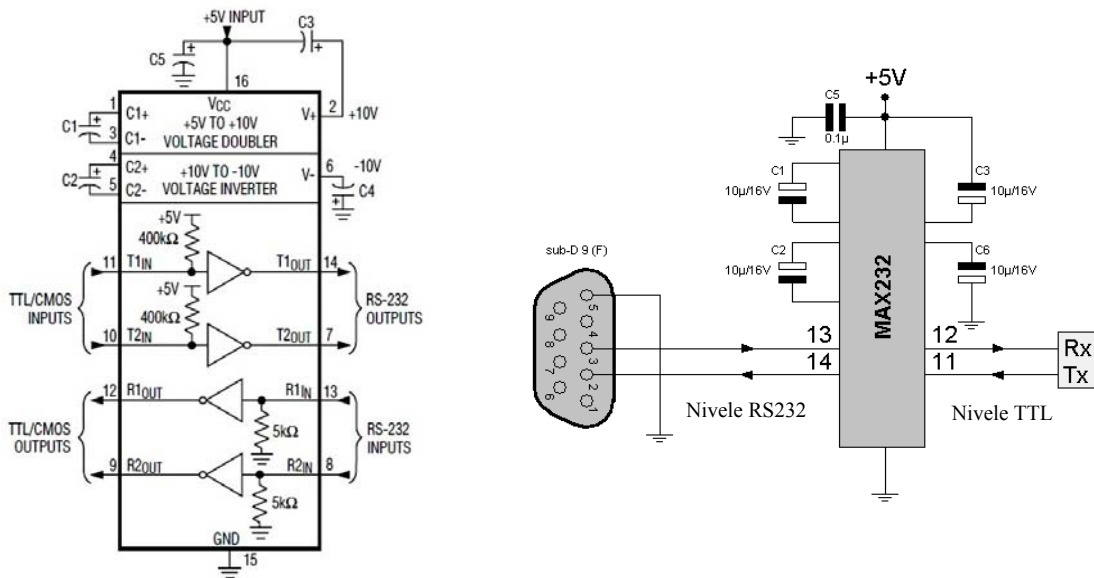 +5V INPUT
C3
C5
16
1
C1+
VCC
2
C1
+5V TO +10V
V+
+10V
3
C1-
VOLTAGE DOUBLER
4
C2+
+10V TO -10V
6
-10V
C2
V-
5
C2-
VOLTAGE INVERTER
C4
+5V
400kΩ
11
T1IN
T1OUT
14
TTL/CMOS
INPUTS
+5V
400kΩ
RS-232
OUTPUTS
10
T2IN
T2OUT
7
12
R1OUT
R1IN
13
TTL/CMOS
OUTPUTS
5kΩ
RS-232
INPUTS
9
R2OUT
R2IN
8
5kΩ
GND
15
+5V
C5
0.1µ
C1
10µ/16V
C3
10µ/16V
C2
10µ/16V
C6
10µ/16V
sub-D 9 (F)
MAX232
5
9
4
8
3
7
2
6
1
13
12
Rx
14
11
Tx
Nivele RS232
Nivele TTL